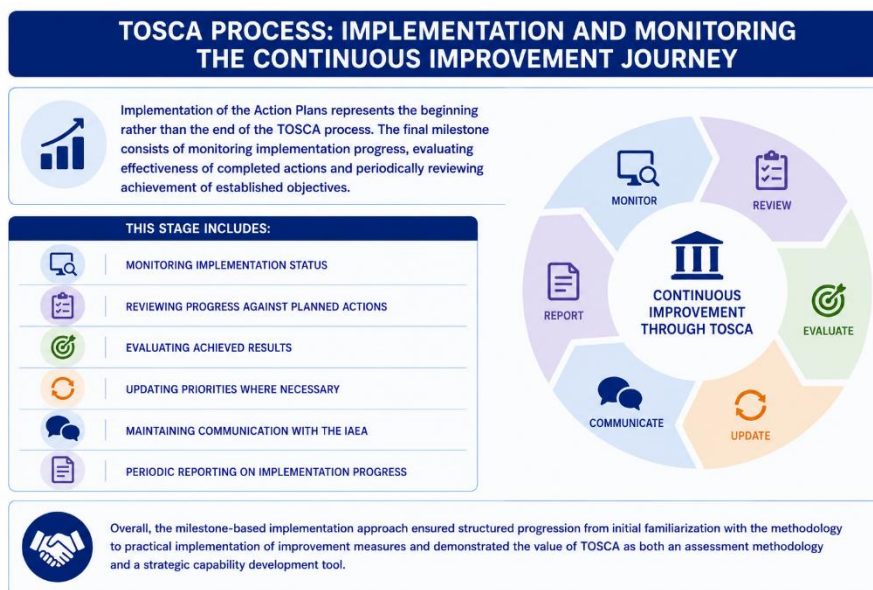 TOSCA PROCESS: IMPLEMENTATION AND MONITORING
THE CONTINUOUS IMPROVEMENT JOURNEY
Implementation of the Action Plans represents the beginning
rather than the end of the TOSCA process. The final milestone
consists of monitoring implementation progress, evaluating
effectiveness of completed actions and periodically reviewing
achievement of established objectives.
THIS STAGE INCLUDES:
MONITORING IMPLEMENTATION STATUS
REVIEWING PROGRESS AGAINST PLANNED ACTIONS
EVALUATING ACHIEVED RESULTS
UPDATING PRIORITIES WHERE NECESSARY
MAINTAINING COMMUNICATION WITH THE IAEA
PERIODIC REPORTING ON IMPLEMENTATION PROGRESS
MONITOR
REVIEW
EVALUATE
UPDATE
COMMUNICATE
REPORT
CONTINUOUS
IMPROVEMENT
THROUGH TOSCA
Overall, the milestone-based implementation approach ensured structured progression from initial familiarization with the methodology
to practical implementation of improvement measures and demonstrated the value of TOSCA as both an assessment methodology
and a strategic capability development tool.